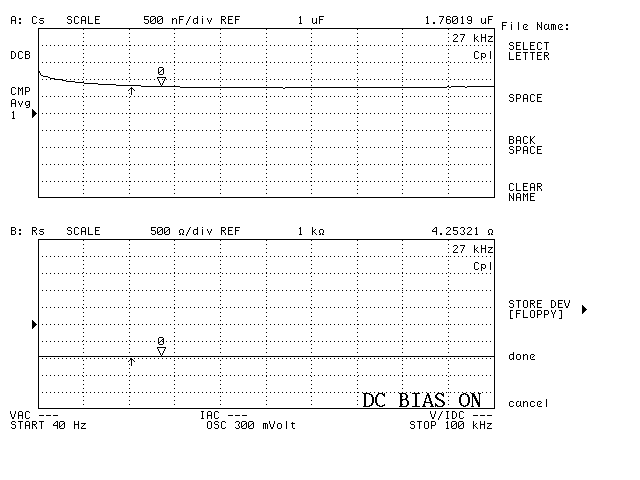 A: Cs SCALE 500 nF/div REF 1 uF 1.76019 uF
27 kHz
Cpl
DCB
CMP
Avg
1
0
B: Rs SCALE 500 Ω/div REF 1 kΩ 4.25321 Ω
27 kHz
Cpl
0
DC BIAS ON
VAC --- IAC --- V/IDC ---
START 40 Hz OSC 300 mVolt STOP 100 kHz
File Name:
SELECT
LETTER
SPACE
BACK
SPACE
CLEAR
NAME
STORE DEV
[FLOPPY]
done
cancel